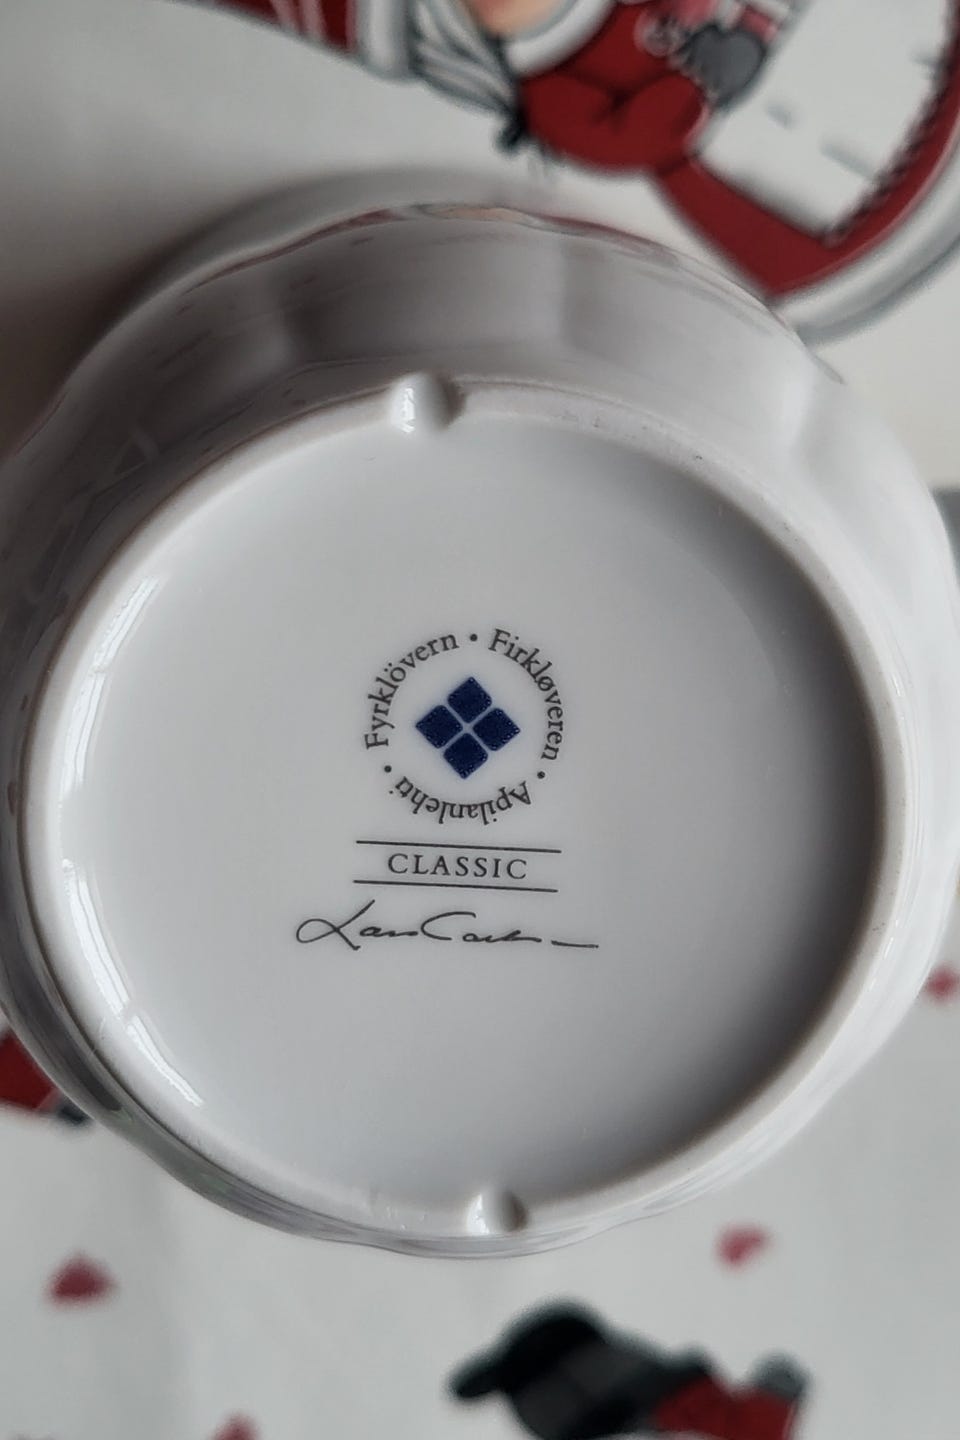 Fyrklövern • Firkløveren • Apilanlehti •
CLASSIC